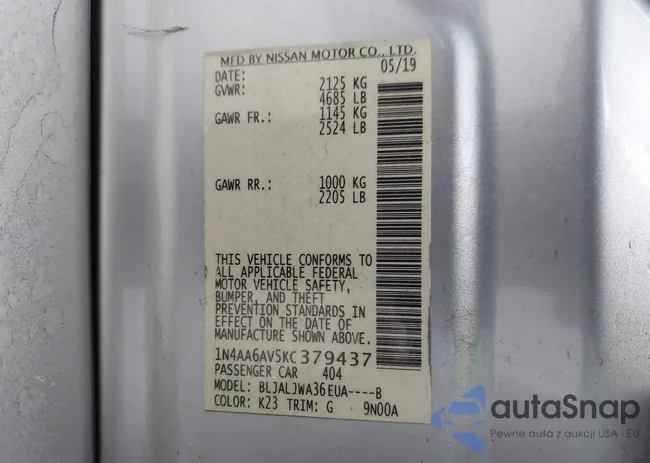 MFD BY NISSAN MOTOR CO., LTD.
DATE: 05/19
GVWR: 2125 KG
4685 LB
GAWR FR.: 1145 KG
2524 LB
GAWR RR.: 1000 KG
2205 LB
THIS VEHICLE CONFORMS TO
ALL APPLICABLE FEDERAL
MOTOR VEHICLE SAFETY,
BUMPER, AND THEFT
PREVENTION STANDARDS IN
EFFECT ON THE DATE OF
MANUFACTURE SHOWN ABOVE.
1N4AA6AV5KC379437
PASSENGER CAR 404
MODEL: BLJALJWA36EUA----B
COLOR: K23 TRIM: G 9N00A
autoSnap
Pewne auta z aukcji USA i EU